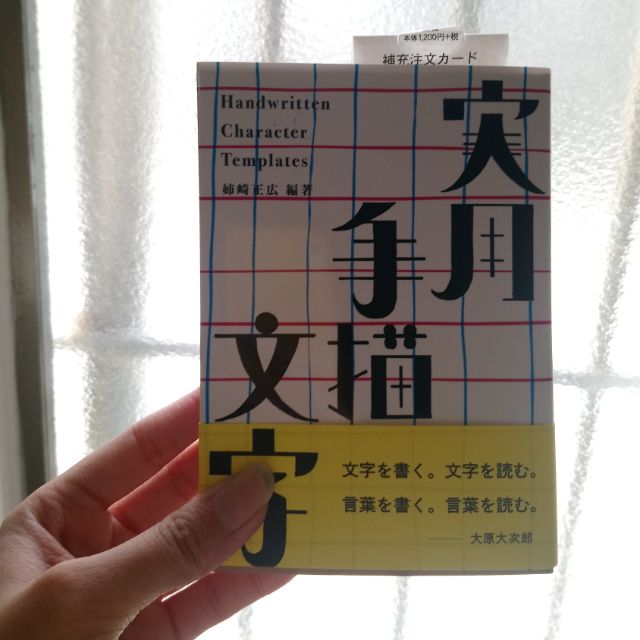 本体1,200円+税
補充注文カード
Handwritten
Character
Templates
姉崎正広 編著
実用
手描
文字
文字を書く。文字を読む。
言葉を書く。言葉を読む。
大原大次郎